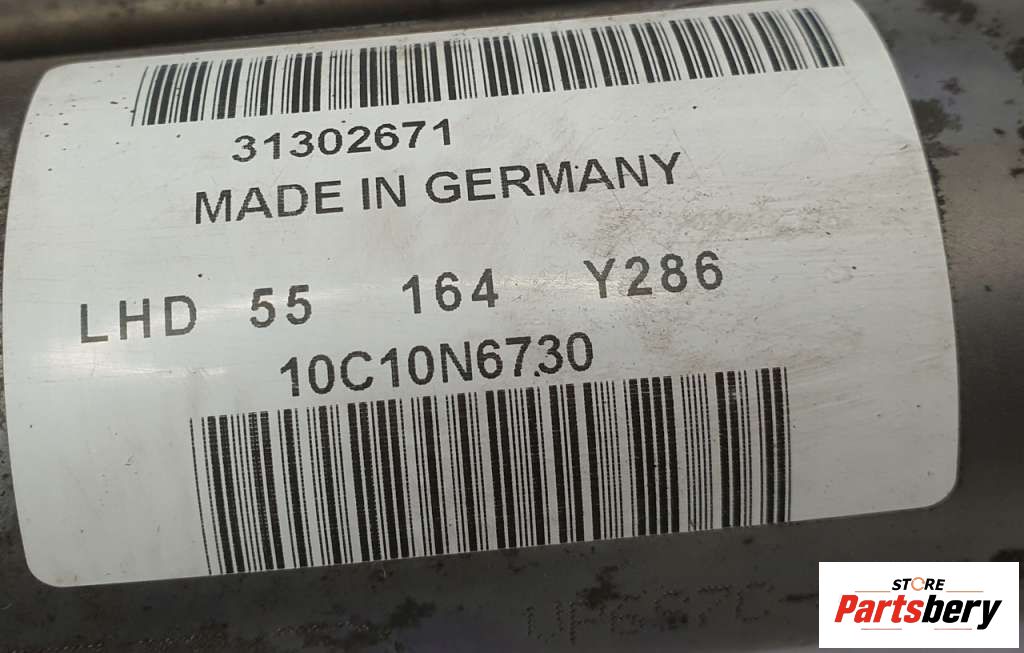 31302671
MADE IN GERMANY
LHD 55 164 Y286
10C10N6730
STORE
Partsbery